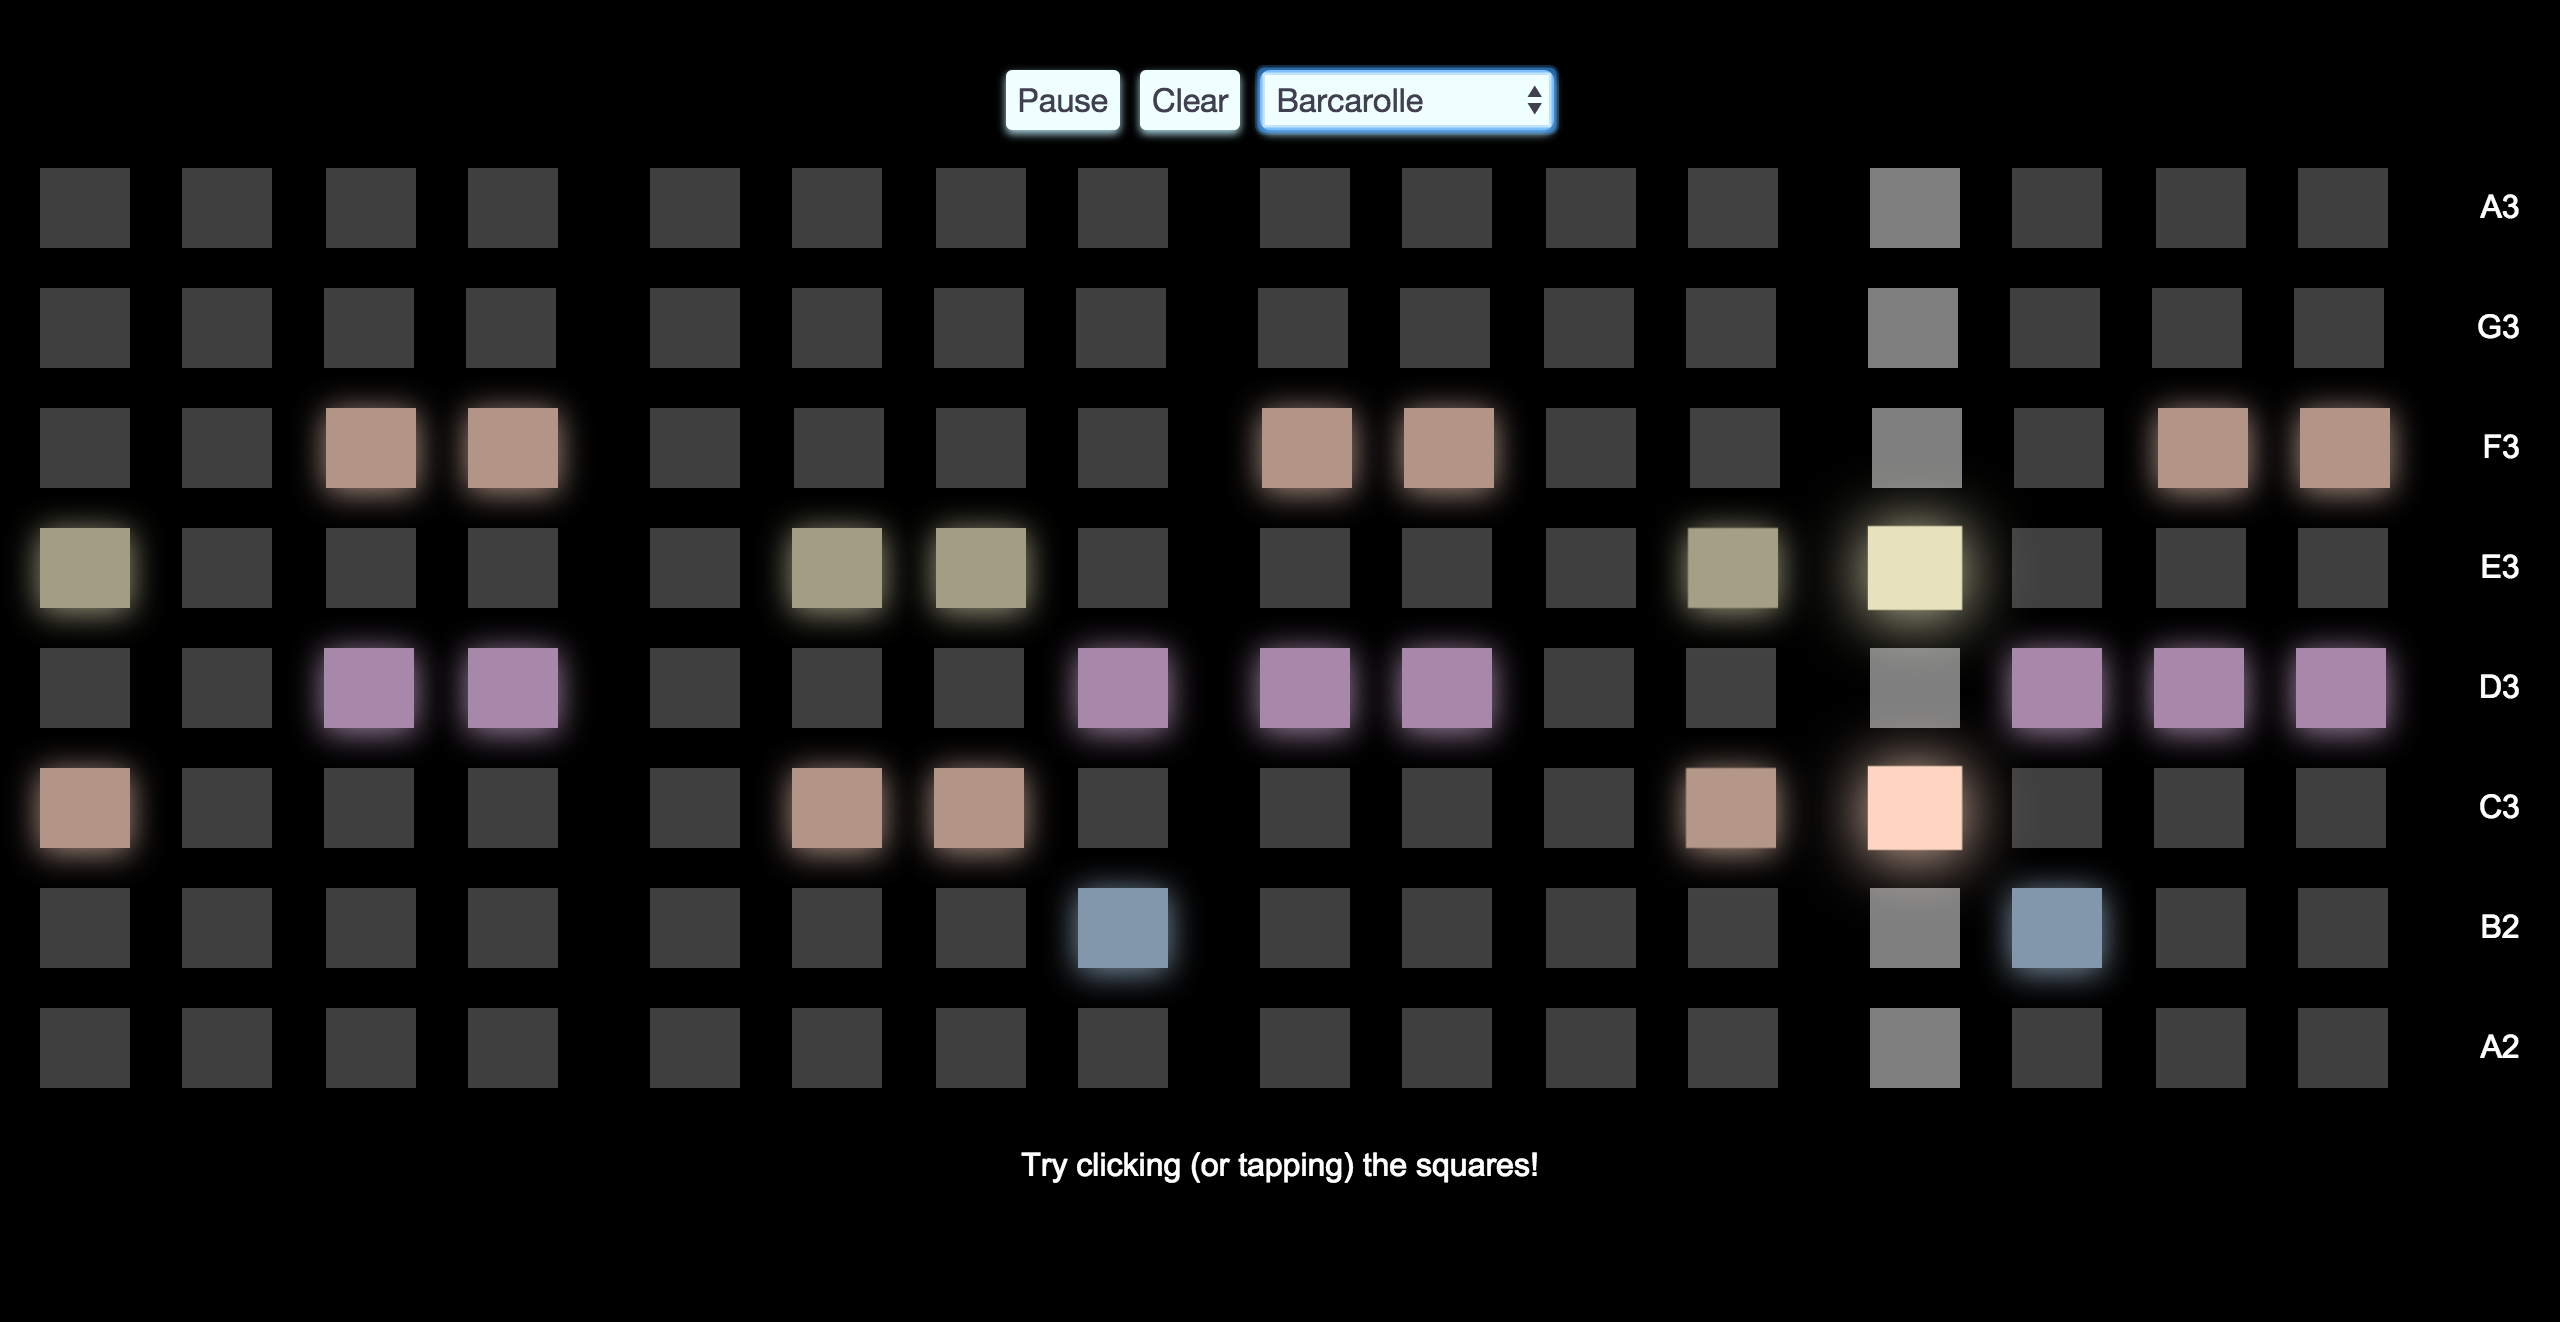 Pause Clear Barcarolle
A3
G3
F3
E3
D3
C3
B2
A2
Try clicking (or tapping) the squares!